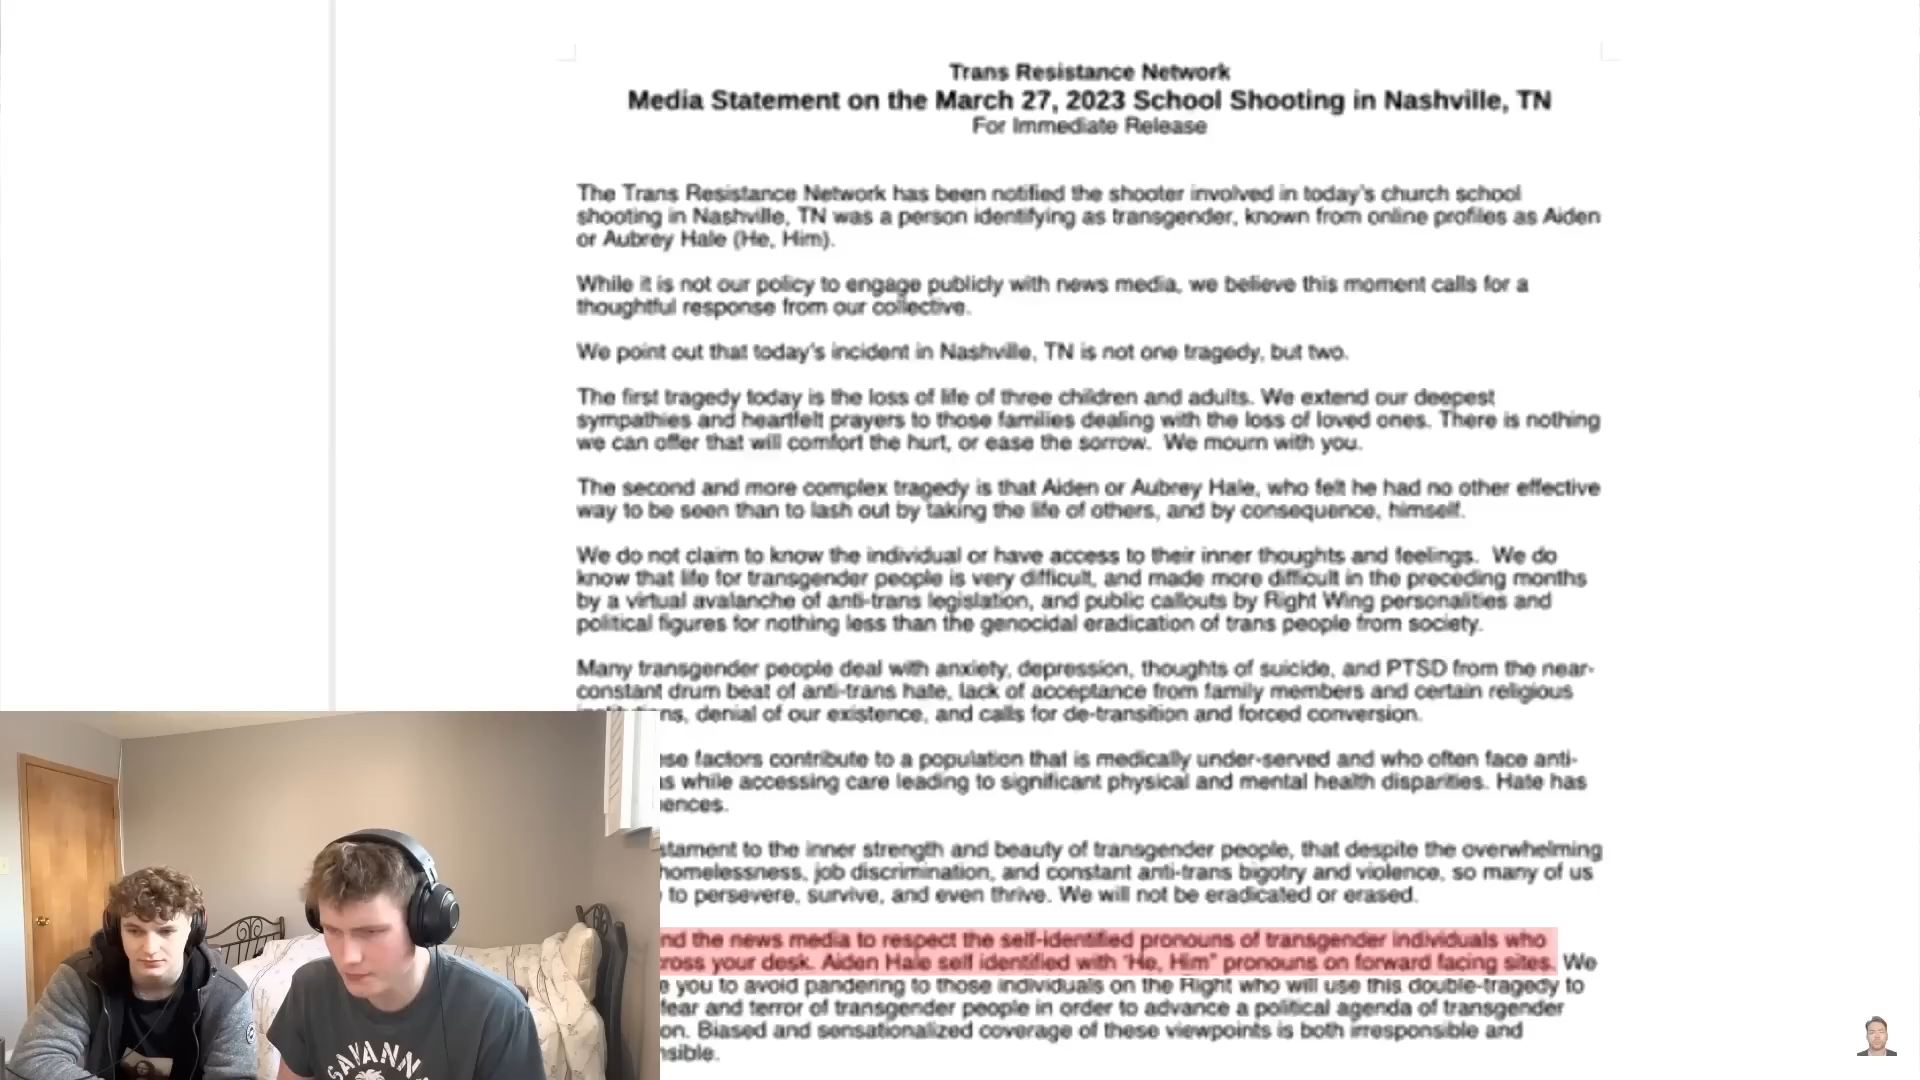 Trans Resistance Network
Media Statement on the March 27, 2023 School Shooting in Nashville, TN
For Immediate Release
The Trans Resistance Network has been notified the shooter involved in today's church school
shooting in Nashville, TN was a person identifying as transgender, known from online profiles as Aiden
or Aubrey Hale (He, Him).
While it is not our policy to engage publicly with news media, we believe this moment calls for a
thoughtful response from our collective.
We point out that today's incident in Nashville, TN is not one tragedy, but two.
The first tragedy today is the loss of life of three children and adults. We extend our deepest
sympathies and heartfelt prayers to those families dealing with the loss of loved ones. There is nothing
we can offer that will comfort the hurt, or ease the sorrow. We mourn with you.
The second and more complex tragedy is that Aiden or Aubrey Hale, who felt he had no other effective
way to be seen than to lash out by taking the life of others, and by consequence, himself.
We do not claim to know the individual or have access to their inner thoughts and feelings. We do
know that life for transgender people is very difficult, and made more difficult in the preceding months
by a virtual avalanche of anti-trans legislation, and public callouts by Right Wing personalities and
political figures for nothing less than the genocidal eradication of trans people from society.
Many transgender people deal with anxiety, depression, thoughts of suicide, and PTSD from the near-
constant drum beat of anti-trans hate, lack of acceptance from family members and certain religious
ns, denial of our existence, and calls for de-transition and forced conversion.
se factors contribute to a population that is medically under-served and who often face anti-
s while accessing care leading to significant physical and mental health disparities. Hate has
ences.
stament to the inner strength and beauty of transgender people, that despite the overwhelming
homelessness, job discrimination, and constant anti-trans bigotry and violence, so many of us
to persevere, survive, and even thrive. We will not be eradicated or erased.
nd the news media to respect the self-identified pronouns of transgender individuals who
ross your desk. Aiden Hale self identified with 'He, Him" pronouns on forward facing sites. We
e you to avoid pandering to those individuals on the Right who will use this double-tragedy to
fear and terror of transgender people in order to advance a political agenda of transgender
on. Biased and sensationalized coverage of these viewpoints is both irresponsible and
sible.
SAVANN